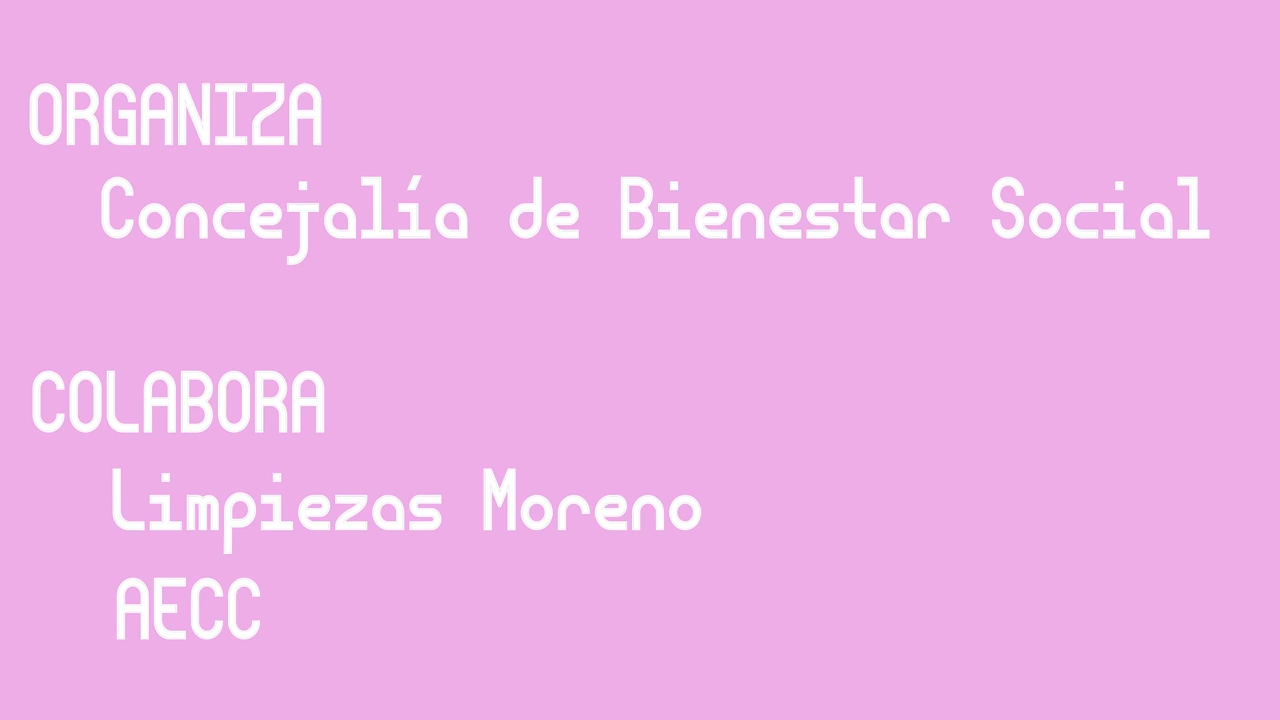 ORGANIZA
Concejalía de Bienestar Social
COLABORA
Limpiezas Moreno
AECC